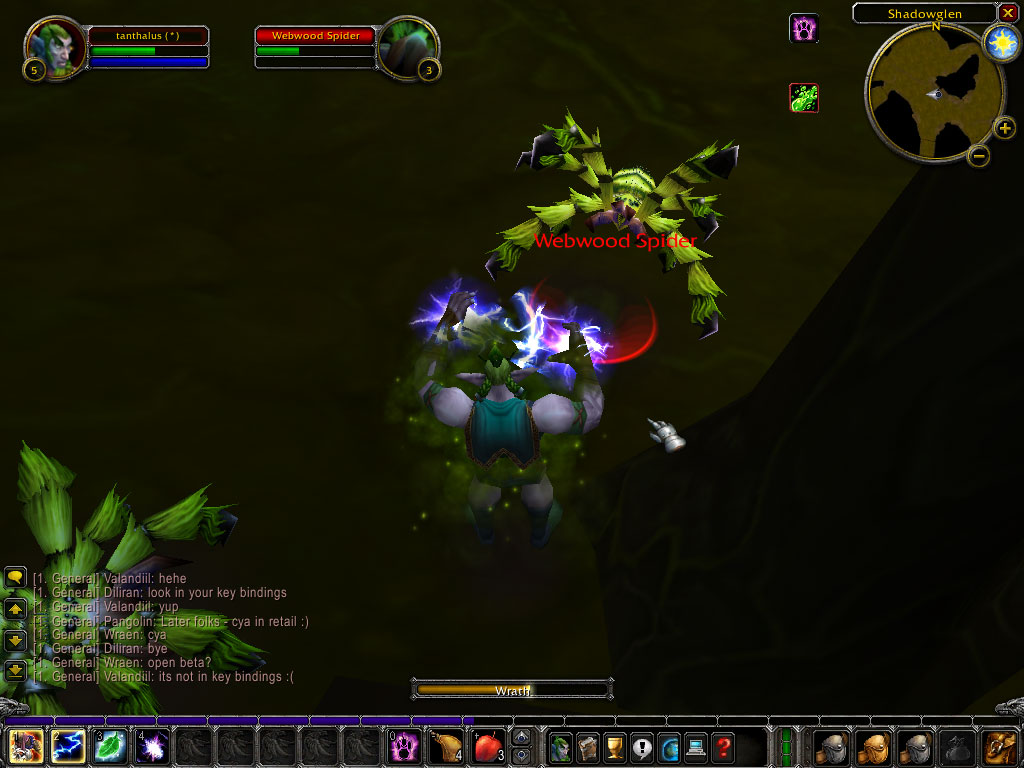 tanthalus (*)
5
Webwood Spider
3
Shadowglen
N
Webwood Spider
[1. General] Valandiil: hehe
[1. General] Diliran: look in your key bindings
[1. General] Valandiil: yup
[1. General] Pangolin: Later folks - cya in retail :)
[1. General] Wraen: cya
[1. General] Diliran: bye
[1. General] Wraen: open beta?
[1. General] Valandiil: its not in key bindings :(
Wrath
2 3 4 0 4 3